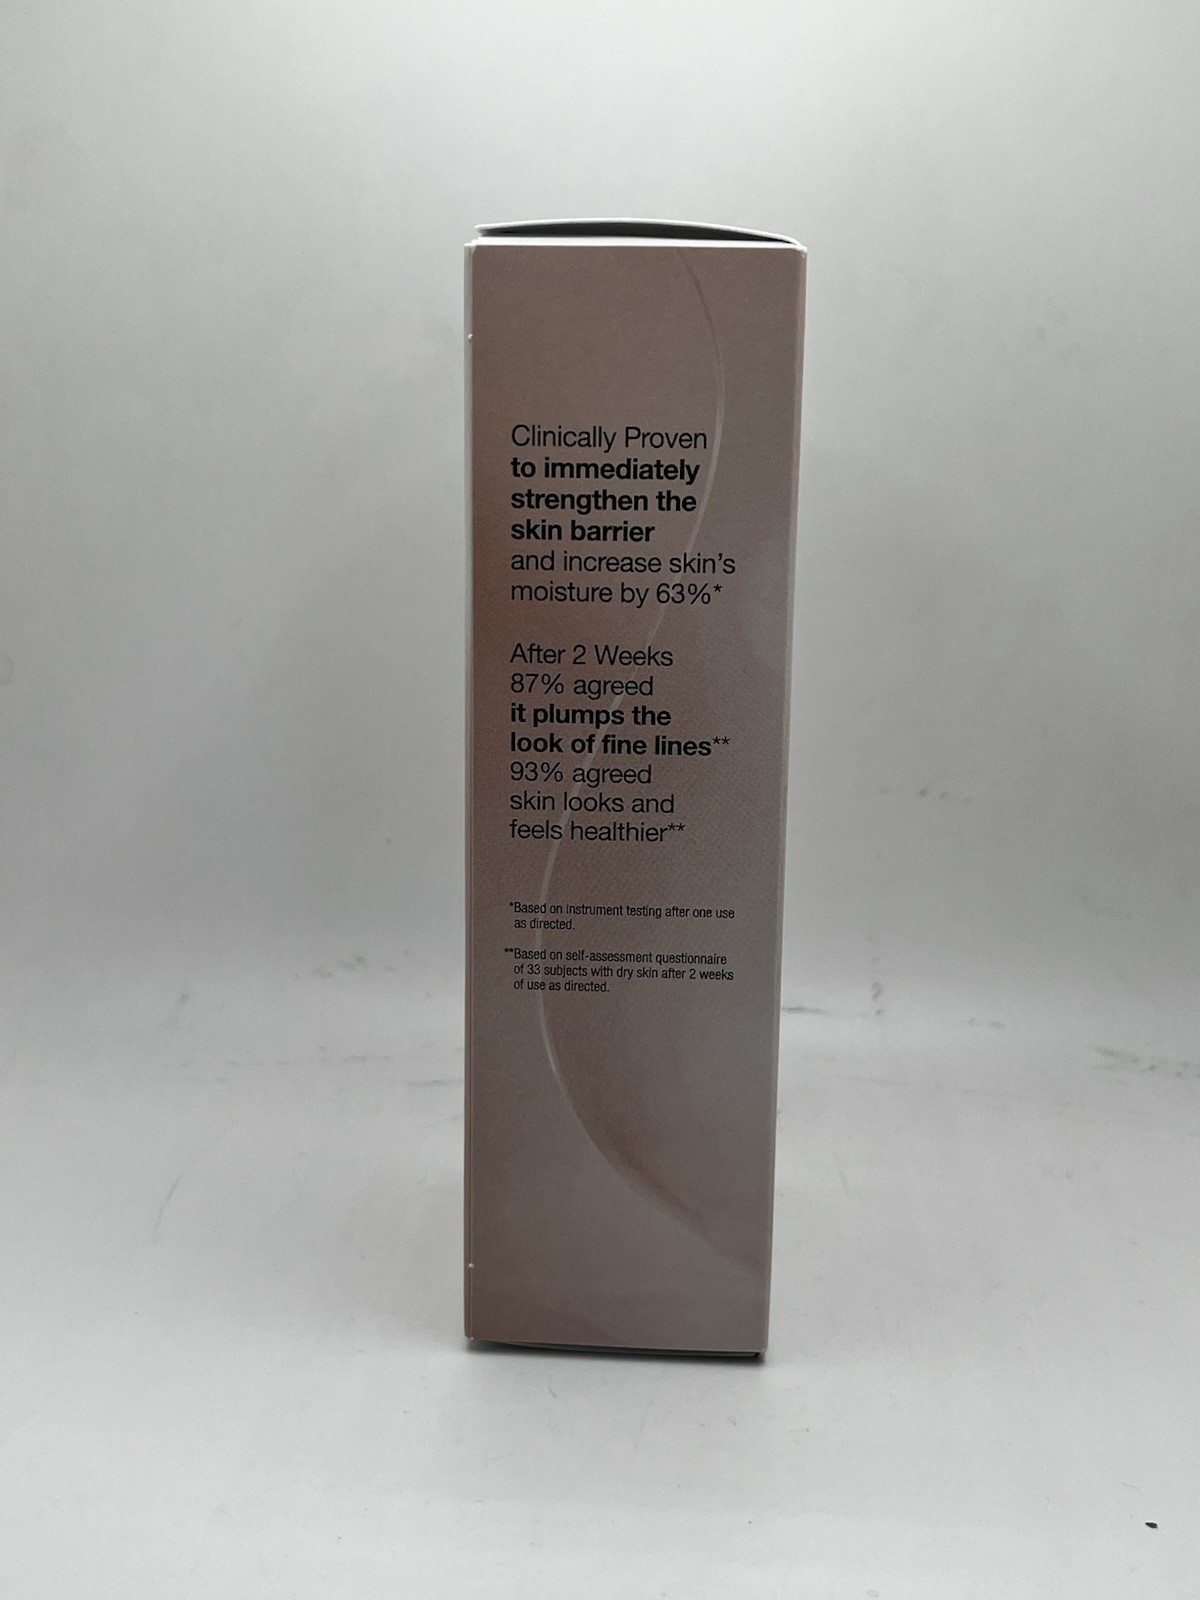 Clinically Proven
to immediately
strengthen the
skin barrier
and increase skin's
moisture by 63%*
After 2 Weeks
87% agreed
it plumps the
look of fine lines**
93% agreed
skin looks and
feels healthier**
*Based on instrument testing after one use
as directed.
**Based on self-assessment questionnaire
of 33 subjects with dry skin after 2 weeks
of use as directed.